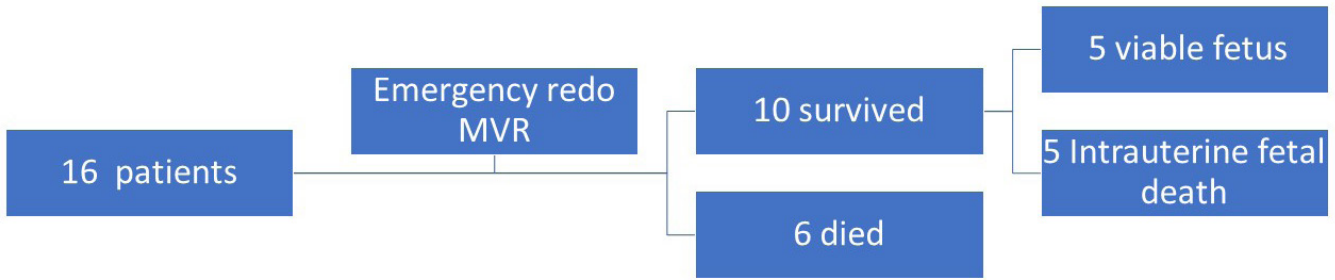 16 patients
Emergency redo
MVR
10 survived
6 died
5 viable fetus
5 Intrauterine fetal
death